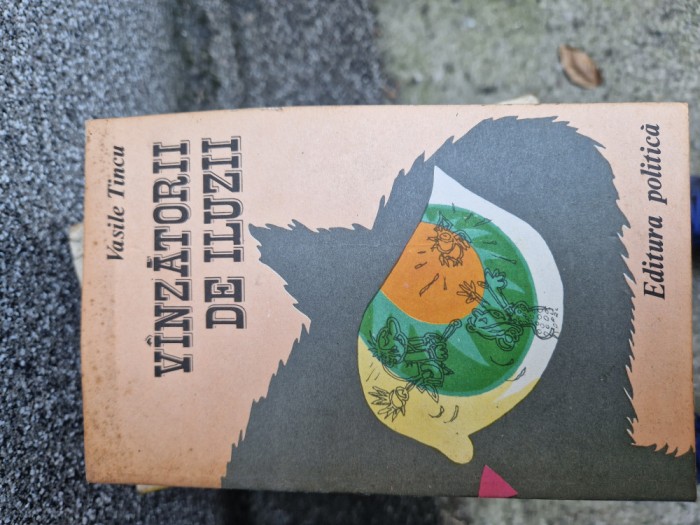 Vasile Tincu
VÎNZĂTORII
DE ILUZII
Editura politică